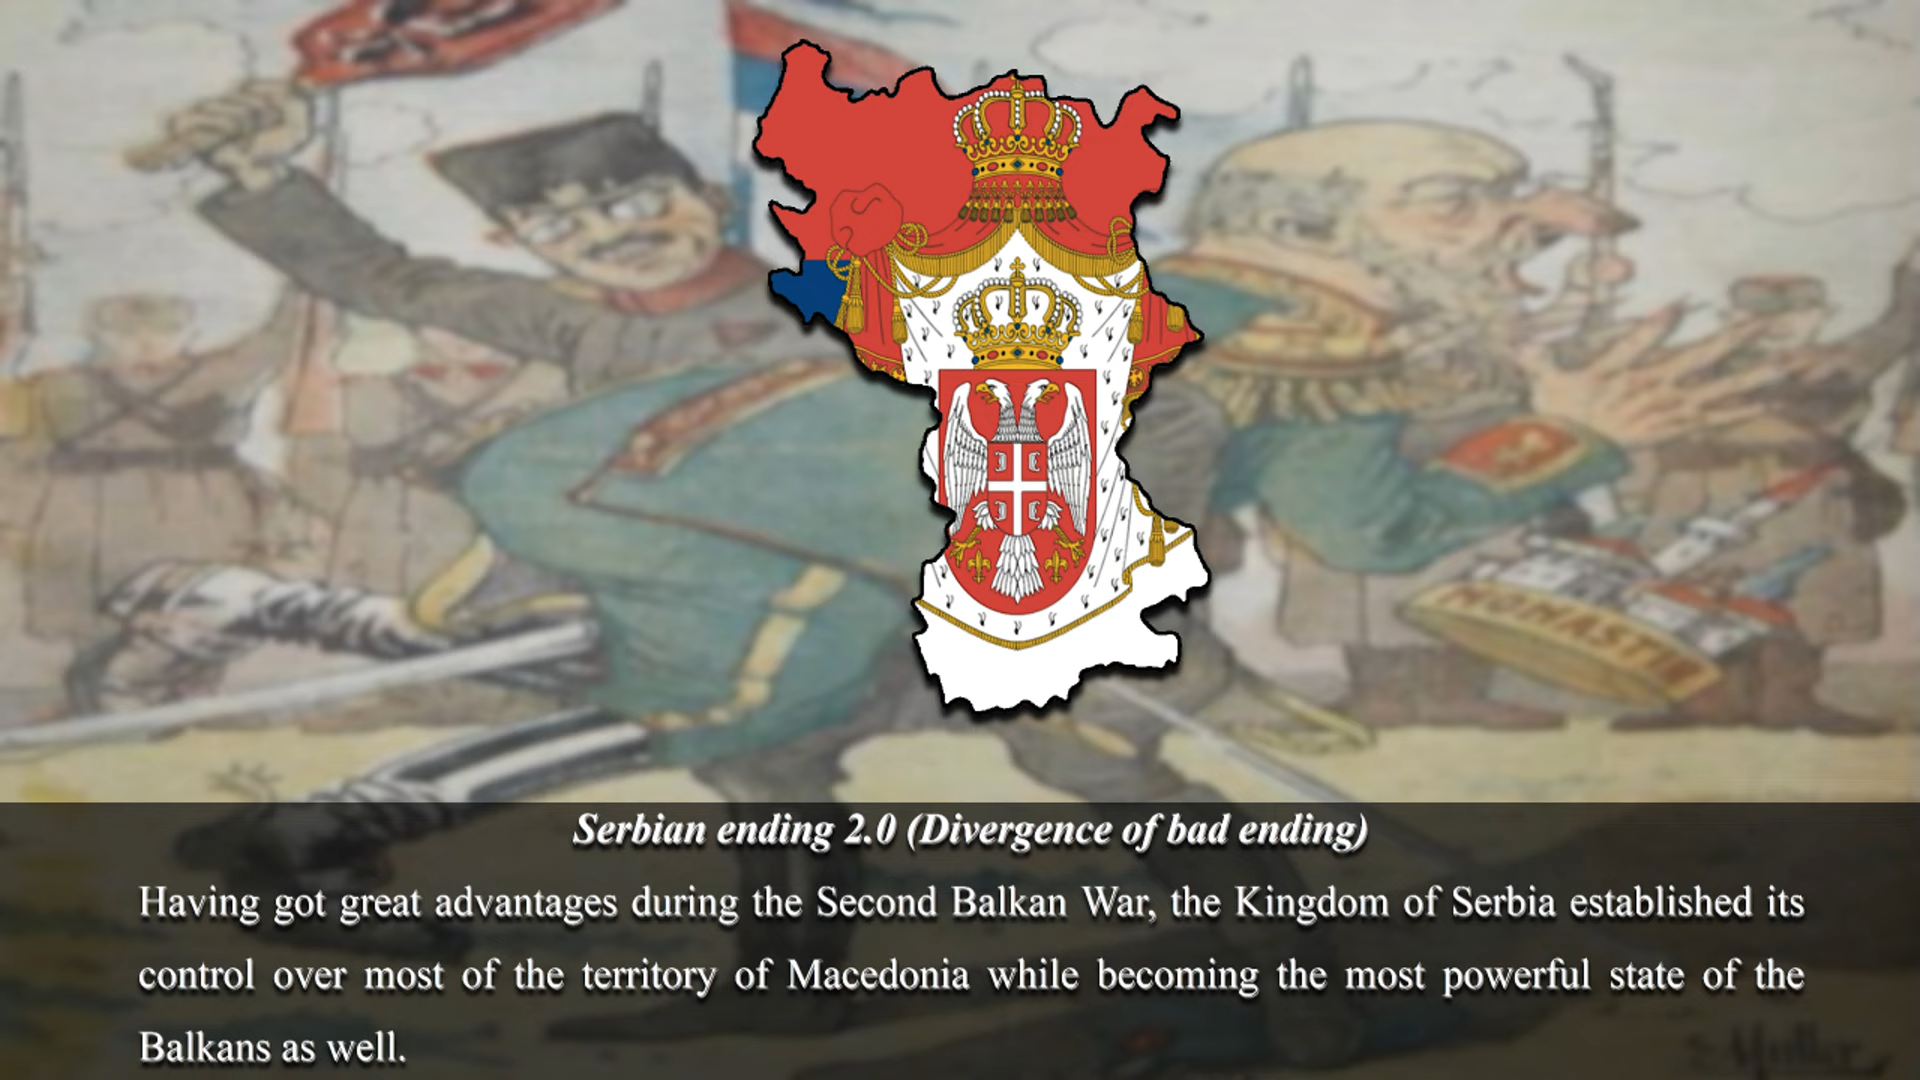 Serbian ending 2.0 (Divergence of bad ending)
Having got great advantages during the Second Balkan War, the Kingdom of Serbia established its
control over most of the territory of Macedonia while becoming the most powerful state of the
Balkans as well.